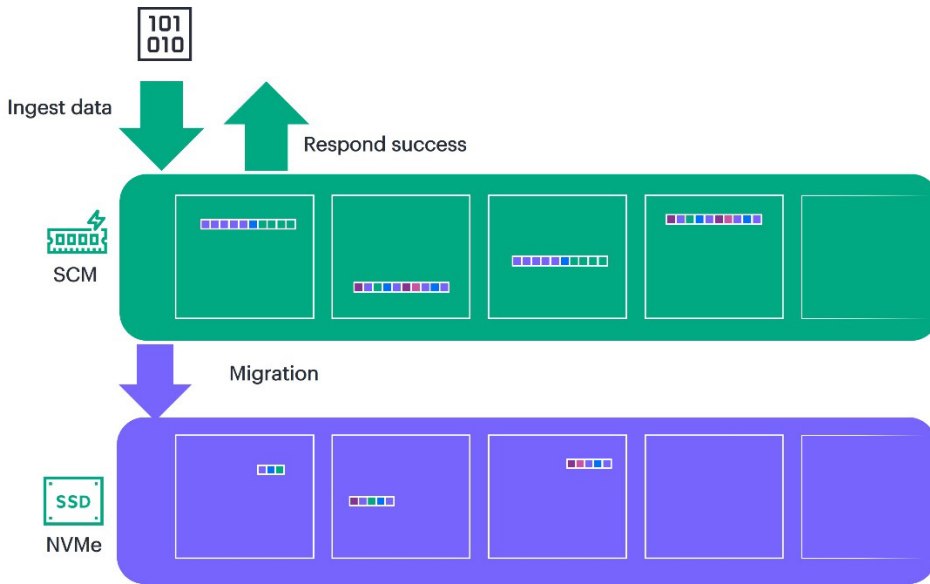 101
010
Ingest data
Respond success
SCM
Migration
SSD
NVMe